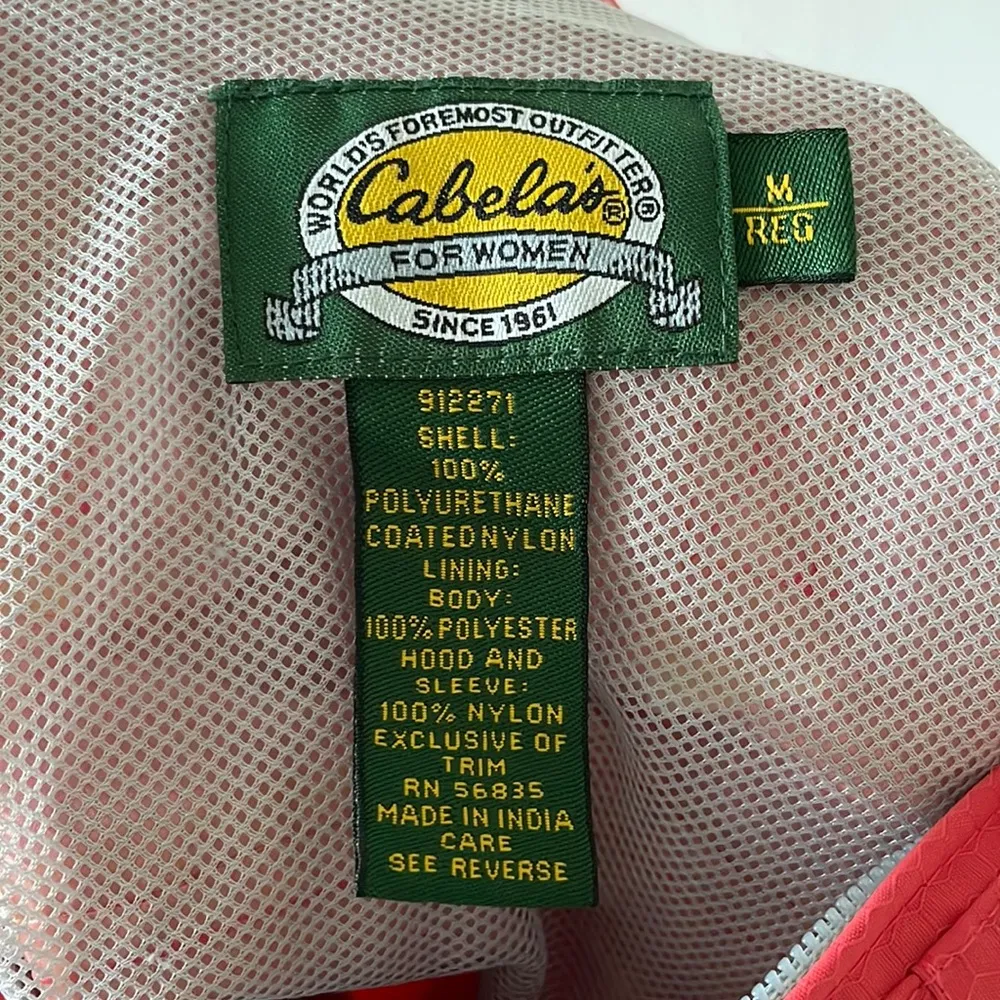 WORLD'S FOREMOST OUTFITTER®
Cabela's®
FOR WOMEN
SINCE 1961
M
REG
912271
SHELL:
100%
POLYURETHANE
COATED NYLON
LINING:
BODY:
100% POLYESTER
HOOD AND
SLEEVE:
100% NYLON
EXCLUSIVE OF
TRIM
RN 56835
MADE IN INDIA
CARE
SEE REVERSE